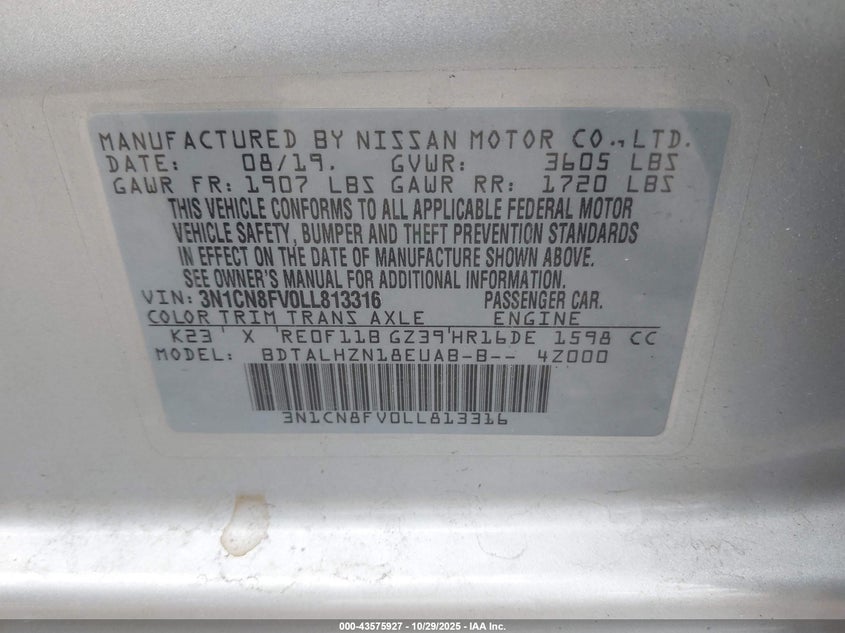 MANUFACTURED BY NISSAN MOTOR CO., LTD.
DATE: 08/19. GVWR: 3605 LBS
GAWR FR: 1907 LBS GAWR RR: 1720 LBS
THIS VEHICLE CONFORMS TO ALL APPLICABLE FEDERAL MOTOR
VEHICLE SAFETY, BUMPER AND THEFT PREVENTION STANDARDS
IN EFFECT ON THE DATE OF MANUFACTURE SHOWN ABOVE.
SEE OWNER'S MANUAL FOR ADDITIONAL INFORMATION.
VIN: 3N1CN8FV0LL813316 PASSENGER CAR.
COLOR TRIM TRANS AXLE ENGINE
K23 X RE0F11B GZ39 HR16DE 1598 CC
MODEL: BDTALHZN18EUAB-B-- 4Z000
3N1CN8FV0LL813316
000-43575927 | 10/29/2025 - IAA Inc.